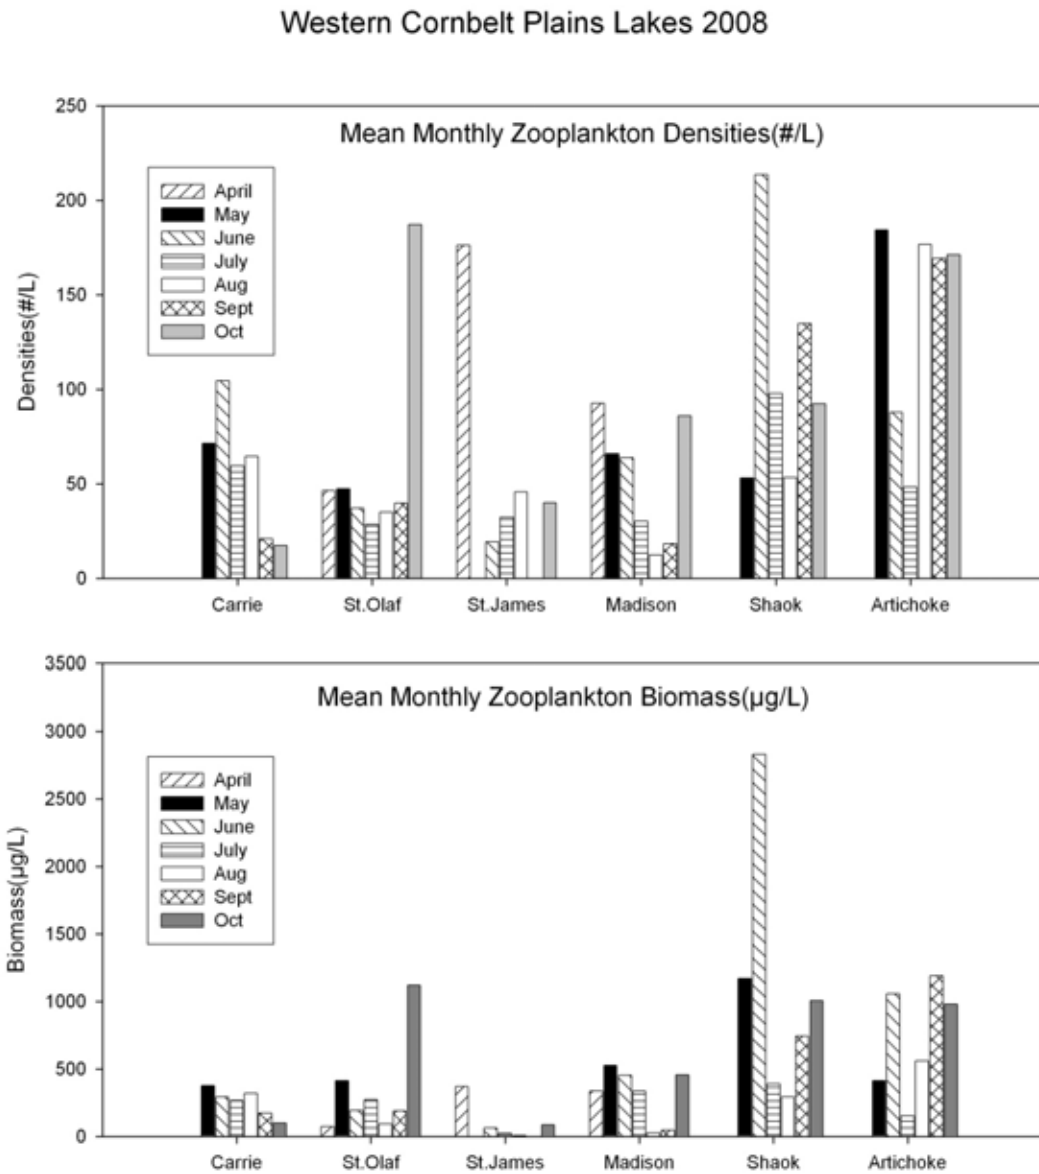 Western Cornbelt Plains Lakes 2008
Mean Monthly Zooplankton Densities(#/L)
250
200
150
100
50
0
Densities(#/L)
April
May
June
July
Aug
Sept
Oct
Carrie St.Olaf St.James Madison Shaok Artichoke
Mean Monthly Zooplankton Biomass(µg/L)
3500
3000
2500
2000
1500
1000
500
0
Biomass(µg/L)
April
May
June
July
Aug
Sept
Oct
Carrie St.Olaf St.James Madison Shaok Artichoke